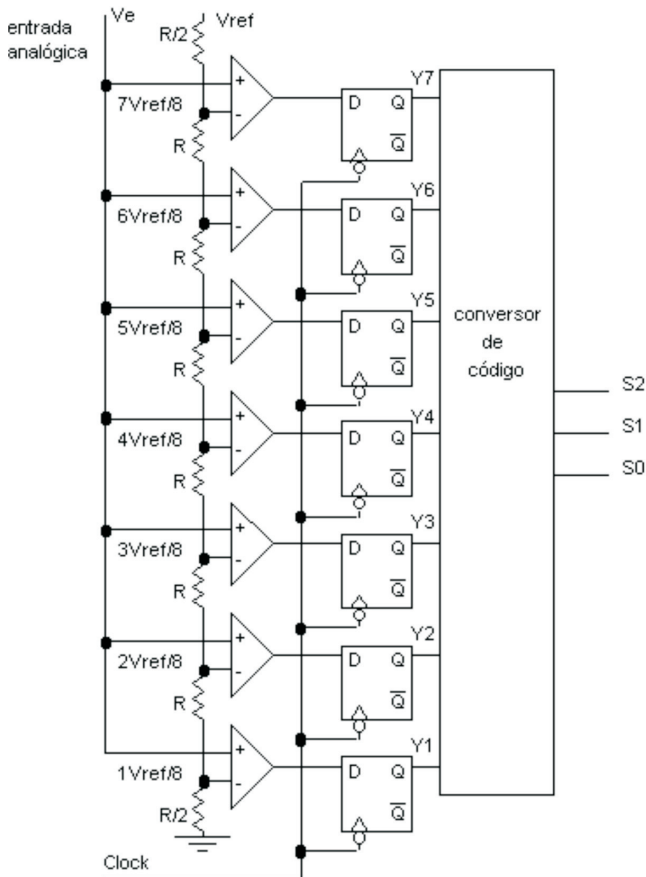 entrada
analógica
Ve
Vref
R/2
7Vref/8
R
6Vref/8
R
5Vref/8
R
4Vref/8
R
3Vref/8
R
2Vref/8
R
1Vref/8
R/2
Clock
+
-
+
-
+
-
+
-
+
-
+
-
+
-
D Q
Q̅
D Q
Q̅
D Q
Q̅
D Q
Q̅
D Q
Q̅
D Q
Q̅
D Q
Q̅
Y7
Y6
Y5
Y4
Y3
Y2
Y1
conversor
de
código
S2
S1
S0